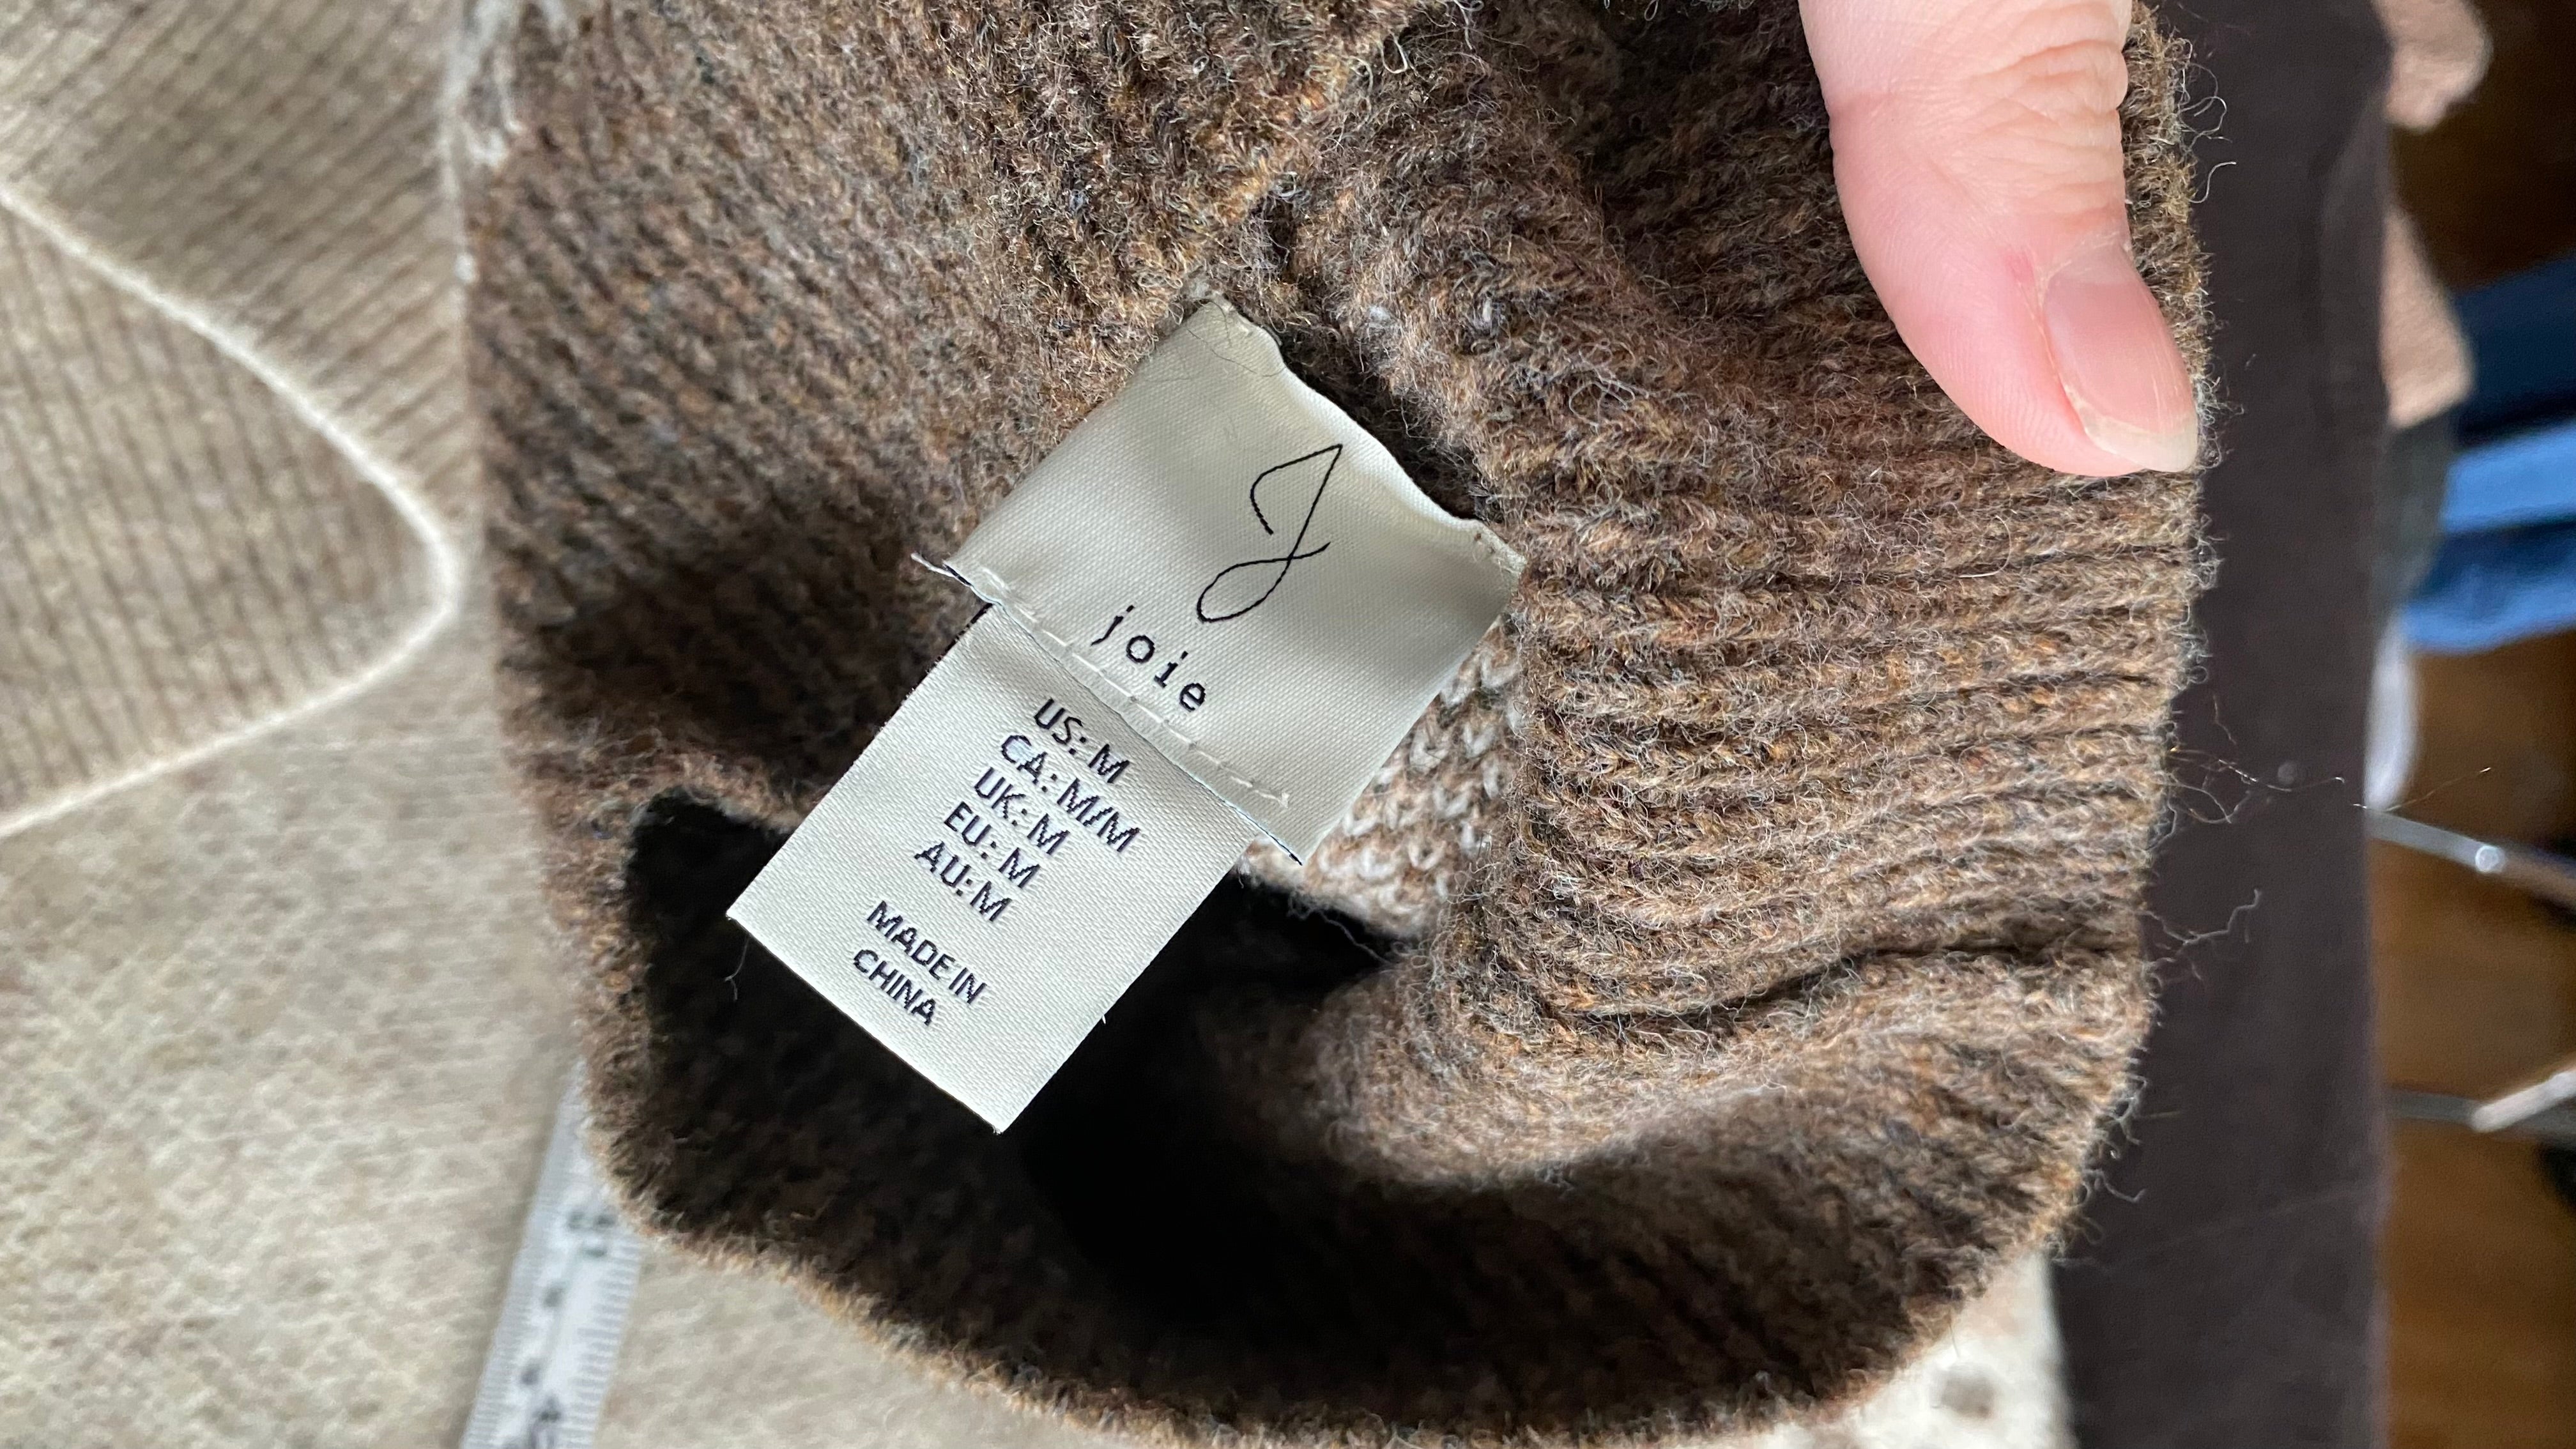 joie
US: M
CA: M/M
UK: M
EU: M
AU: M
MADE IN
CHINA